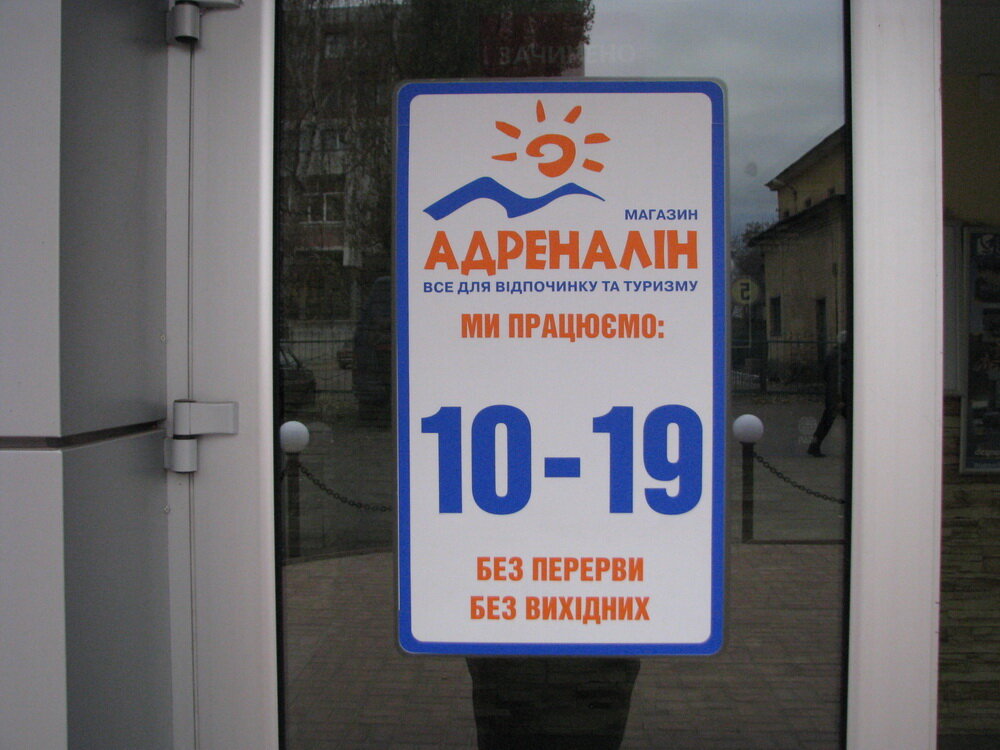 МАГАЗИН
АДРЕНАЛІН
ВСЕ ДЛЯ ВІДПОЧИНКУ ТА ТУРИЗМУ
МИ ПРАЦЮЄМО:
10-19
БЕЗ ПЕРЕРВИ
БЕЗ ВИХІДНИХ